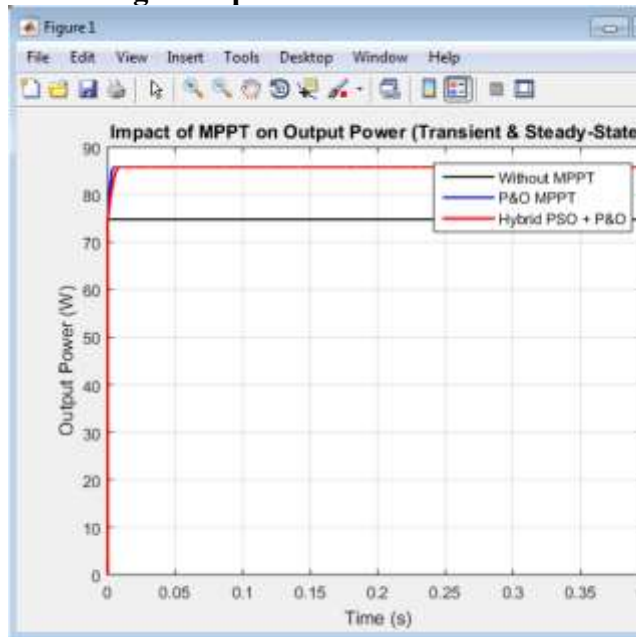 Figure 1
File Edit View Insert Tools Desktop Window Help
Impact of MPPT on Output Power (Transient & Steady-State
90
80
70
60
50
40
30
20
10
0
Output Power (W)
Without MPPT
P&O MPPT
Hybrid PSO + P&O
0 0.05 0.1 0.15 0.2 0.25 0.3 0.35
Time (s)